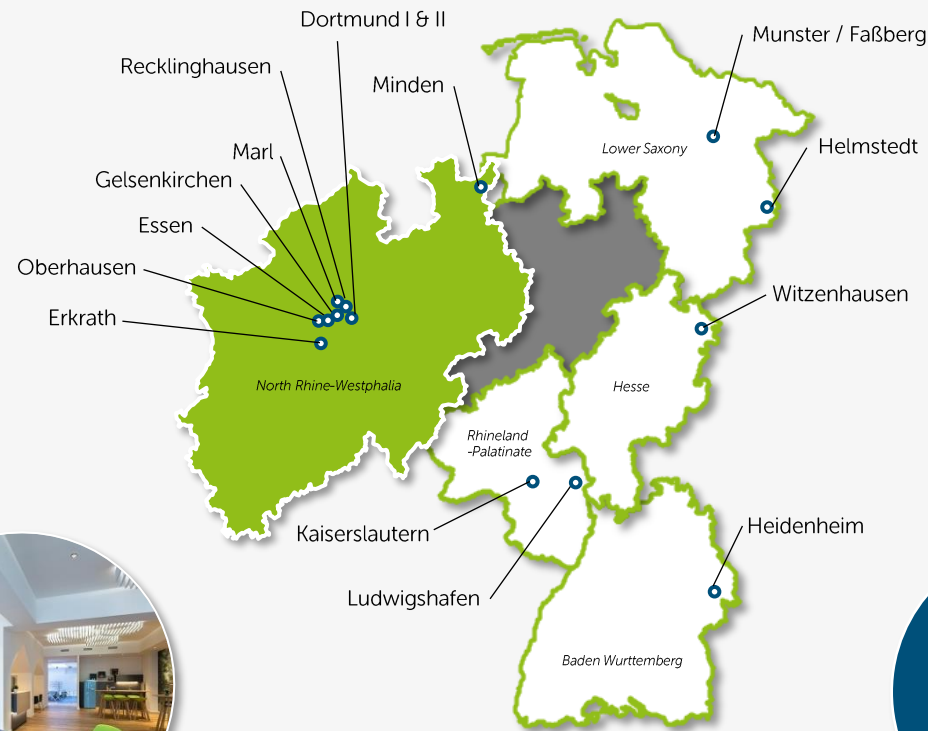 Dortmund I & II
Munster / Faßberg
Recklinghausen
Minden
Marl
Lower Saxony
Helmstedt
Gelsenkirchen
Essen
Oberhausen
Witzenhausen
Erkrath
North Rhine-Westphalia
Hesse
Rhineland
-Palatinate
Kaiserslautern
Heidenheim
Ludwigshafen
Baden Wurttemberg